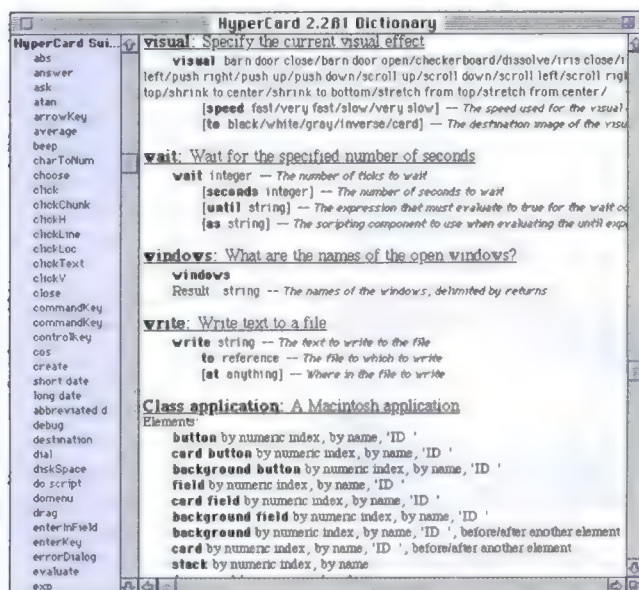 HyperCard 2.2B1 Dictionary
HyperCard Sui...
abs
answer
ask
atan
arrowKey
average
beep
charToNum
choose
click
clickChunk
clickH
clickLine
clickLoc
clickText
clickV
close
commandKey
commandKey
controlKey
cos
create
short date
long date
abbreviated d
debug
destination
dial
diskSpace
do script
domenu
drag
enterInField
enterKey
errorDialog
evaluate
exp
visual: Specify the current visual effect
visual barn door close/barn door open/checkerboard/dissolve/iris close/i
left/push right/push up/push down/scroll up/scroll down/scroll left/scroll righ
top/shrink to center/shrink to bottom/stretch from top/stretch from center/
[speed fast/very fast/slow/very slow] -- The speed used for the visual
[to black/white/gray/inverse/card] -- The destination image of the visu
wait: Wait for the specified number of seconds
wait integer -- The number of ticks to wait
[seconds integer] -- The number of seconds to wait
[until string] -- The expression that must evaluate to true for the wait co
[as string] -- The scripting component to use when evaluating the until expr
windows: What are the names of the open windows?
windows
Result string -- The names of the windows, delimited by returns
write: Write text to a file
write string -- The text to write to the file
to reference -- The file to which to write
[at anything] -- Where in the file to write
Class application: A Macintosh application
Elements:
button by numeric index, by name, 'ID '
card button by numeric index, by name, 'ID '
background button by numeric index, by name, 'ID '
field by numeric index, by name, 'ID '
card field by numeric index, by name, 'ID '
background field by numeric index, by name, 'ID '
background by numeric index, by name, 'ID ', before/after another element
card by numeric index, by name, 'ID ', before/after another element
stack by numeric index, by name